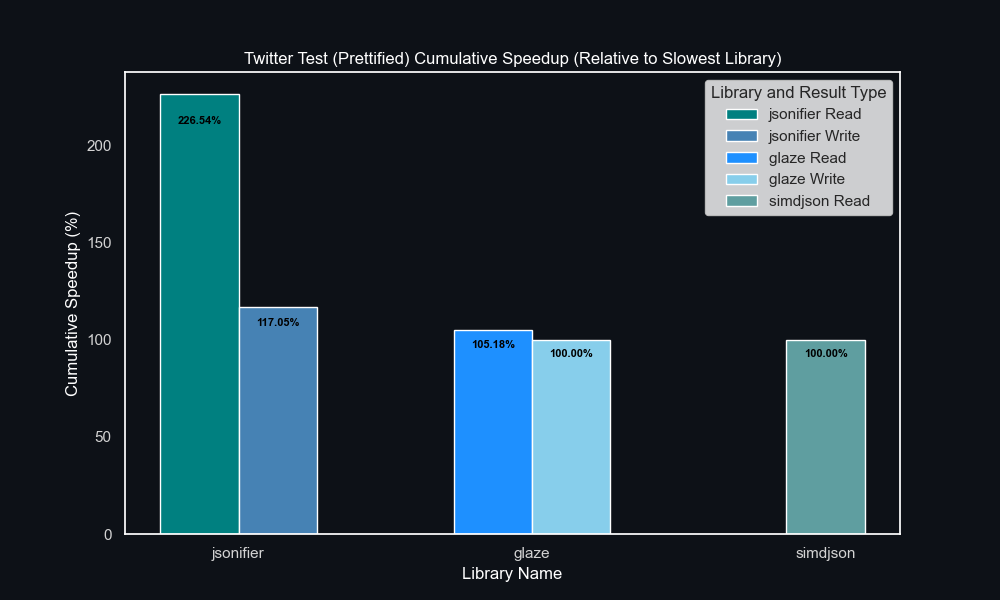 Twitter Test (Prettified) Cumulative Speedup (Relative to Slowest Library)
Library and Result Type
jsonifier Read
jsonifier Write
glaze Read
glaze Write
simdjson Read
Cumulative Speedup (%)
200
150
100
50
0
226.54%
117.05%
105.18%
100.00%
100.00%
jsonifier
glaze
simdjson
Library Name